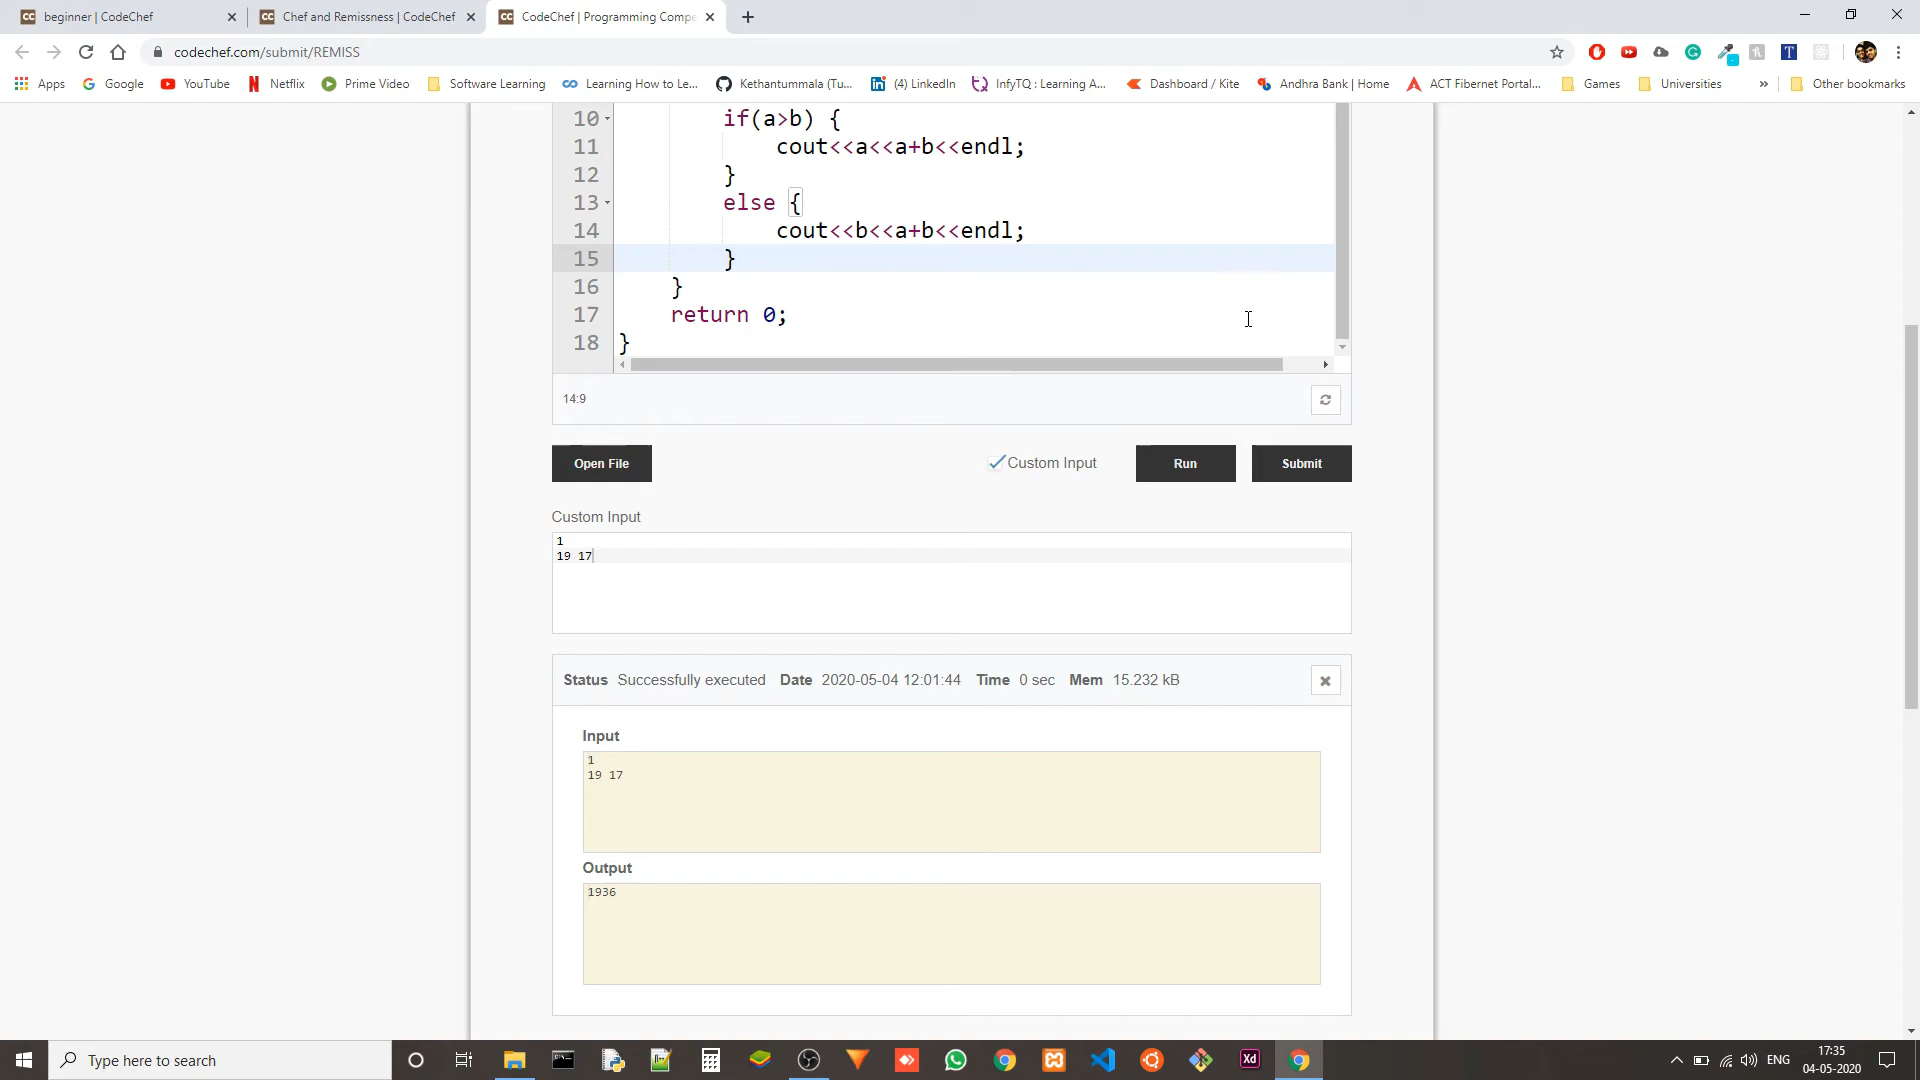 beginner | CodeChef
Chef and Remissness | CodeChef
CodeChef | Programming Compe
codechef.com/submit/REMISS
Apps
Google
YouTube
Netflix
Prime Video
Software Learning
Learning How to Le...
Kethantummala (Tu...
(4) LinkedIn
InfyTQ : Learning A...
Dashboard / Kite
Andhra Bank | Home
ACT Fibernet Portal...
Games
Universities
»
Other bookmarks
10 if(a>b) {
11 cout<<a<<a+b<<endl;
12 }
13 else {
14 cout<<b<<a+b<<endl;
15 }
16 }
17 return 0;
18 }
14:9
Open File
Custom Input
Run
Submit
Custom Input
1
19 17
Status Successfully executed Date 2020-05-04 12:01:44 Time 0 sec Mem 15.232 kB
Input
1
19 17
Output
1936
Type here to search
Xd
ENG
17:35
04-05-2020